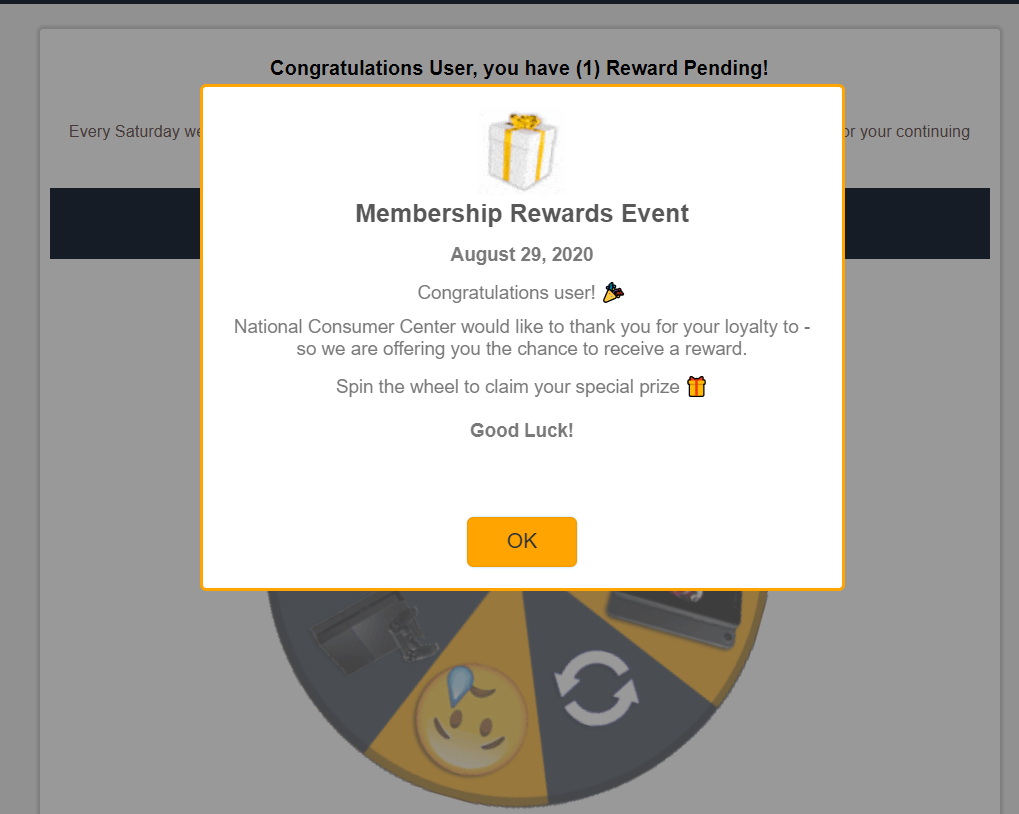 Congratulations User, you have (1) Reward Pending!
Every Saturday we
or your continuing
Membership Rewards Event
August 29, 2020
Congratulations user!
National Consumer Center would like to thank you for your loyalty to -
so we are offering you the chance to receive a reward.
Spin the wheel to claim your special prize
Good Luck!
OK